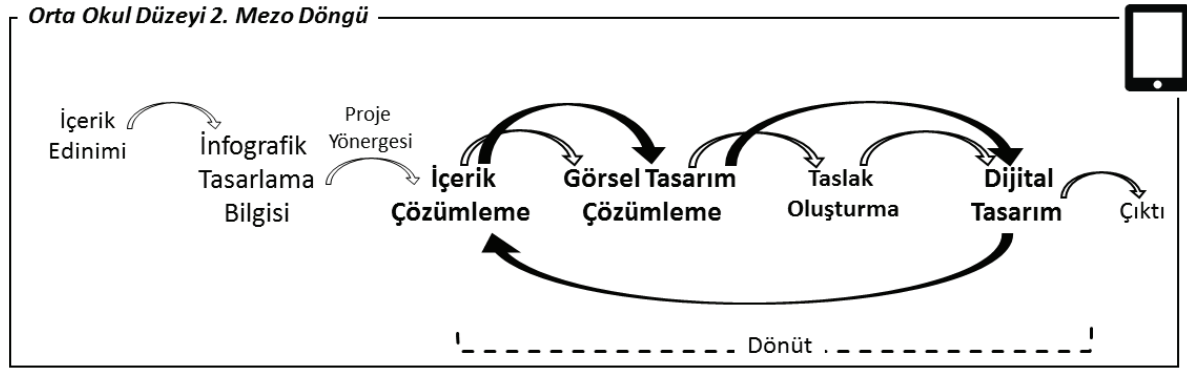 Orta Okul Düzeyi 2. Mezo Döngü
İçerik
Edinimi
İnfografik
Tasarlama
Bilgisi
Proje
Yönergesi
İçerik
Çözümleme
Görsel Tasarım
Çözümleme
Taslak
Oluşturma
Dijital
Tasarım
Çıktı
Dönüt